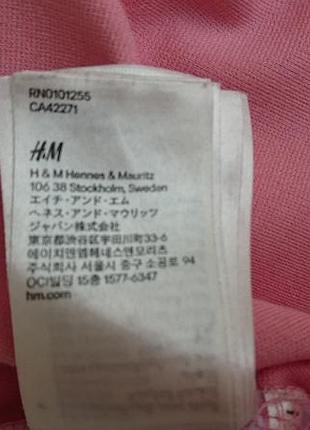 RN0101255
CA42271
H&M
H & M Hennes & Mauritz
106 38 Stockholm, Sweden
エイチ・アンド・エム
ヘネス・アンド・マウリッツ
ジャパン株式会社
東京都渋谷区宇田川町33-6
에이치앤엠헤네스앤모리츠
주식회사 서울시 중구 소공로 94
OCI빌딩 15층 1577-6347
hm.com